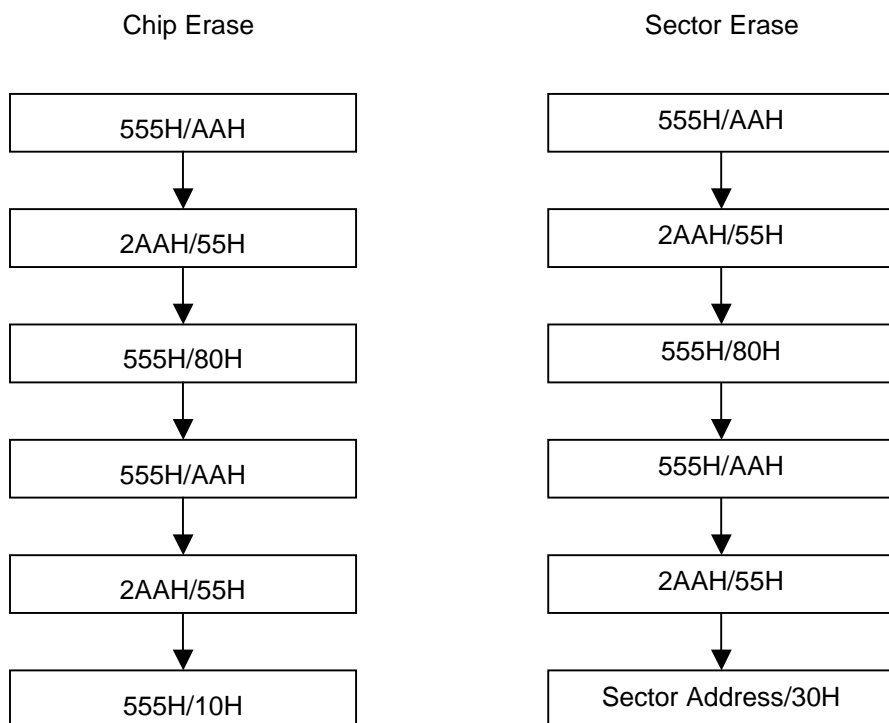 Chip Erase
555H/AAH
2AAH/55H
555H/80H
555H/AAH
2AAH/55H
555H/10H
Sector Erase
555H/AAH
2AAH/55H
555H/80H
555H/AAH
2AAH/55H
Sector Address/30H